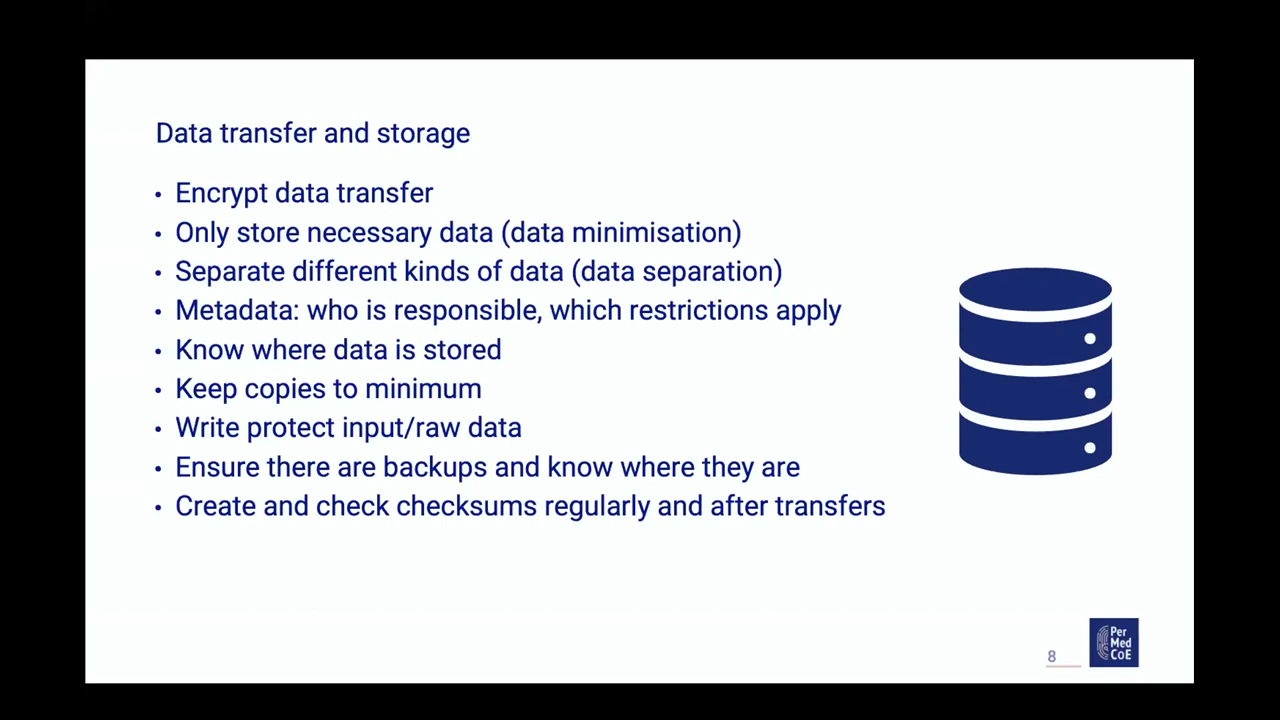 Data transfer and storage
• Encrypt data transfer
• Only store necessary data (data minimisation)
• Separate different kinds of data (data separation)
• Metadata: who is responsible, which restrictions apply
• Know where data is stored
• Keep copies to minimum
• Write protect input/raw data
• Ensure there are backups and know where they are
• Create and check checksums regularly and after transfers
8
Per
Med
CoE